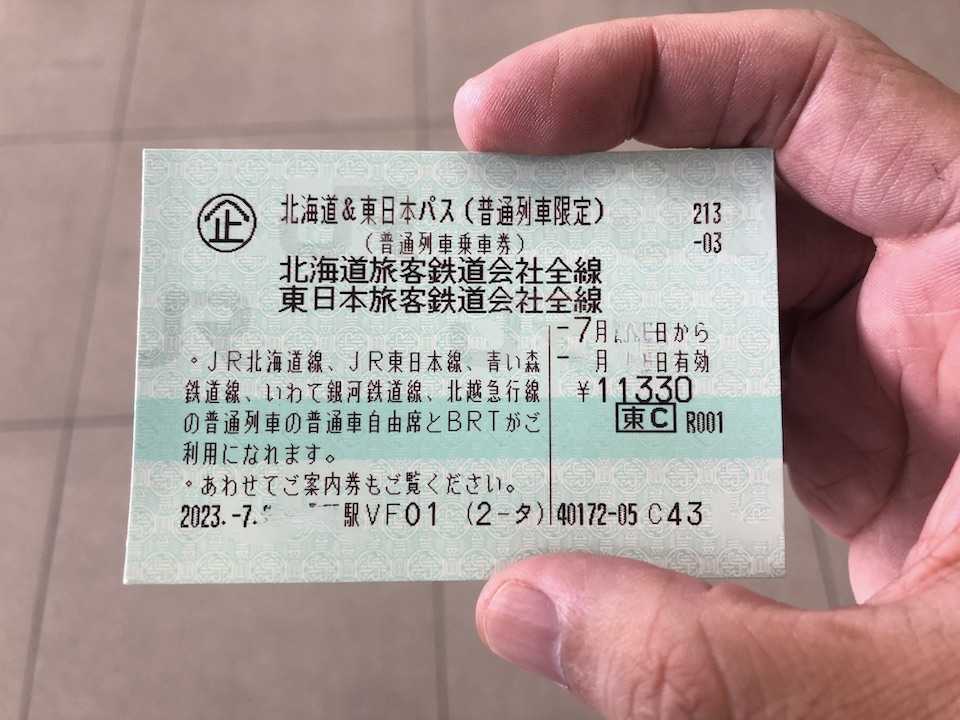 企止 北海道&東日本パス(普通列車限定) 213
(普通列車乗車券) -03
北海道旅客鉄道会社全線
東日本旅客鉄道会社全線
-7月 日から
- 月 日有効
¥11330
東C R001
。JR北海道線、JR東日本線、青い森
鉄道線、いわて銀河鉄道線、北越急行線
の普通列車の普通車自由席とBRTがご
利用になれます。
。あわせてご案内券もご覧ください。
2023.-7. 駅VF01 (2-タ) 40172-05 C43